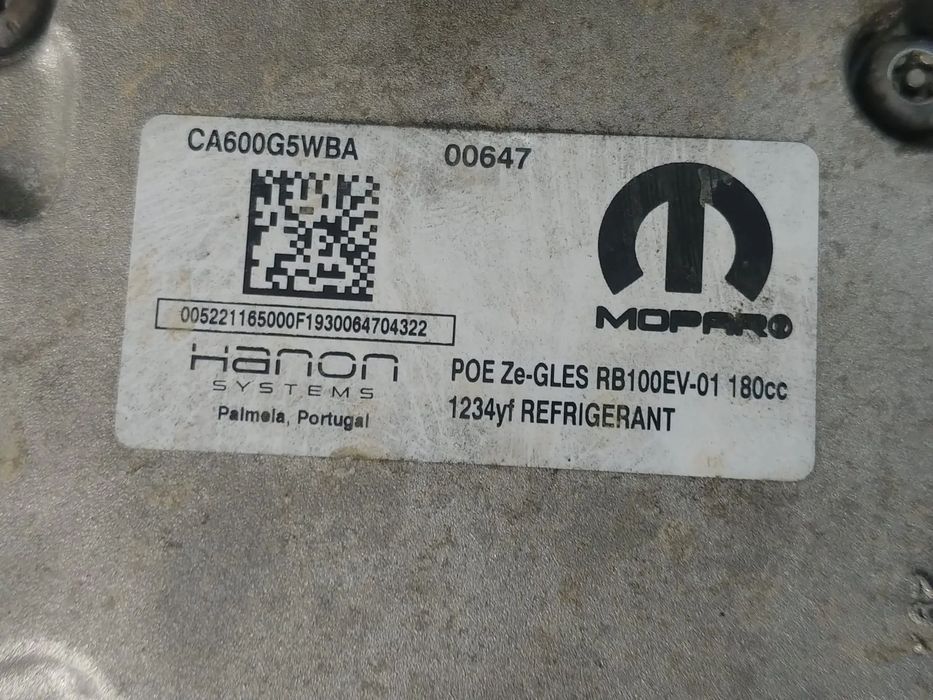 CA600G5WBA 00647
005221165000F1930064704322
Hanon
SYSTEMS
Palmela, Portugal
MOPAR
POE Ze-GLES RB100EV-01 180cc
1234yf REFRIGERANT